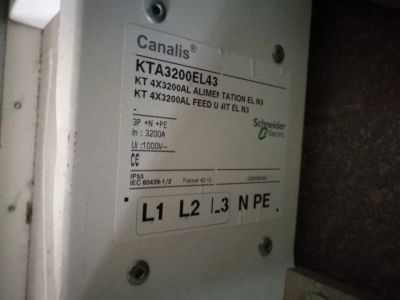 Canalis®
KTA3200EL43
KT 4X3200AL ALIMENTATION EL N3
KT 4X3200AL FEED UNIT EL N3
-
3P +N +PE
In : 3200A
Ui :1000V~
CE
Schneider
Electric
IP55
IEC 60439-1/2
France
L1 L2 L3 N PE